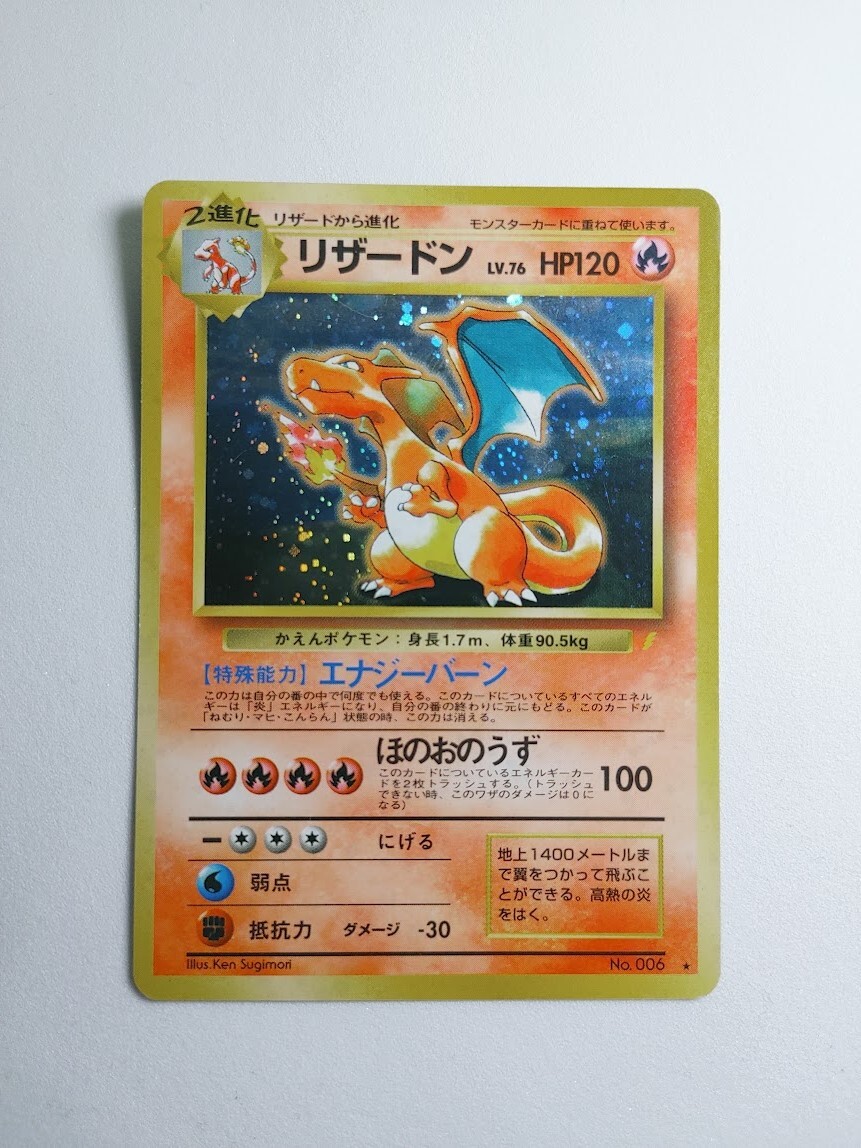 2進化
リザードから進化
モンスターカードに重ねて使います。
リザードン LV.76 HP120
かえんポケモン：身長1.7m、体重90.5kg
【特殊能力】エナジーバーン
この力は自分の番の中で何度でも使える。このカードについているすべてのエネル
ギーは「炎」エネルギーになり、自分の番の終わりに元にもどる。このカードが
「ねむり・マヒ・こんらん」状態の時、この力は消える。
ほのおのうず
このカードについているエネルギーカー
ドを2枚トラッシュする。（トラッシュ
できない時、このワザのダメージは0に
なる）
100
にげる
弱点
抵抗力 ダメージ -30
地上1400メートルま
で翼をつかって飛ぶこ
とができる。高熱の炎
をはく。
Illus.Ken Sugimori
No. 006 ★